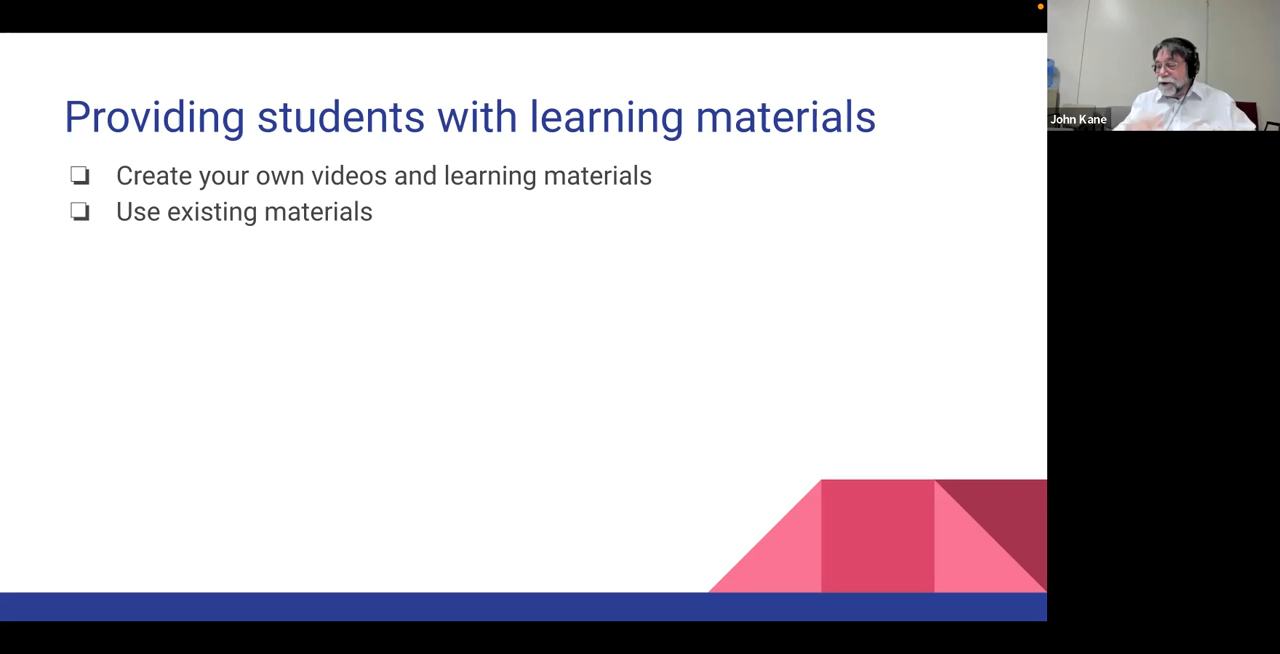 Providing students with learning materials
❏ Create your own videos and learning materials
❏ Use existing materials
John Kane